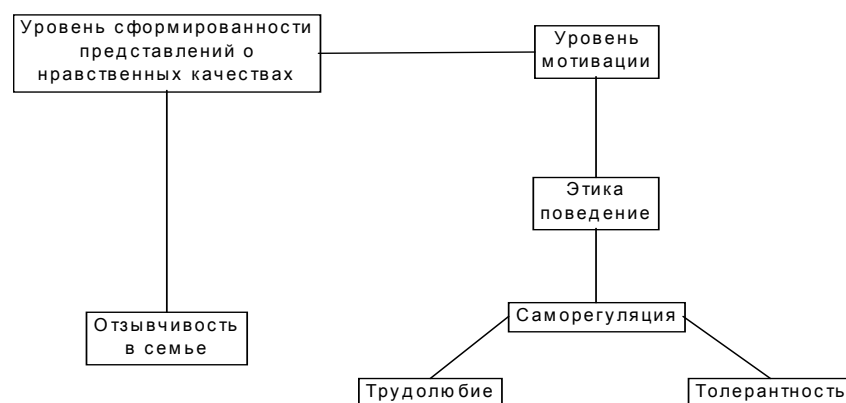 Уровень сформированности
представлений о
нравственных качествах
Уровень
мотивации
Этика
поведение
Отзывчивость
в семье
Саморегуляция
Трудолюбие
Толерантность